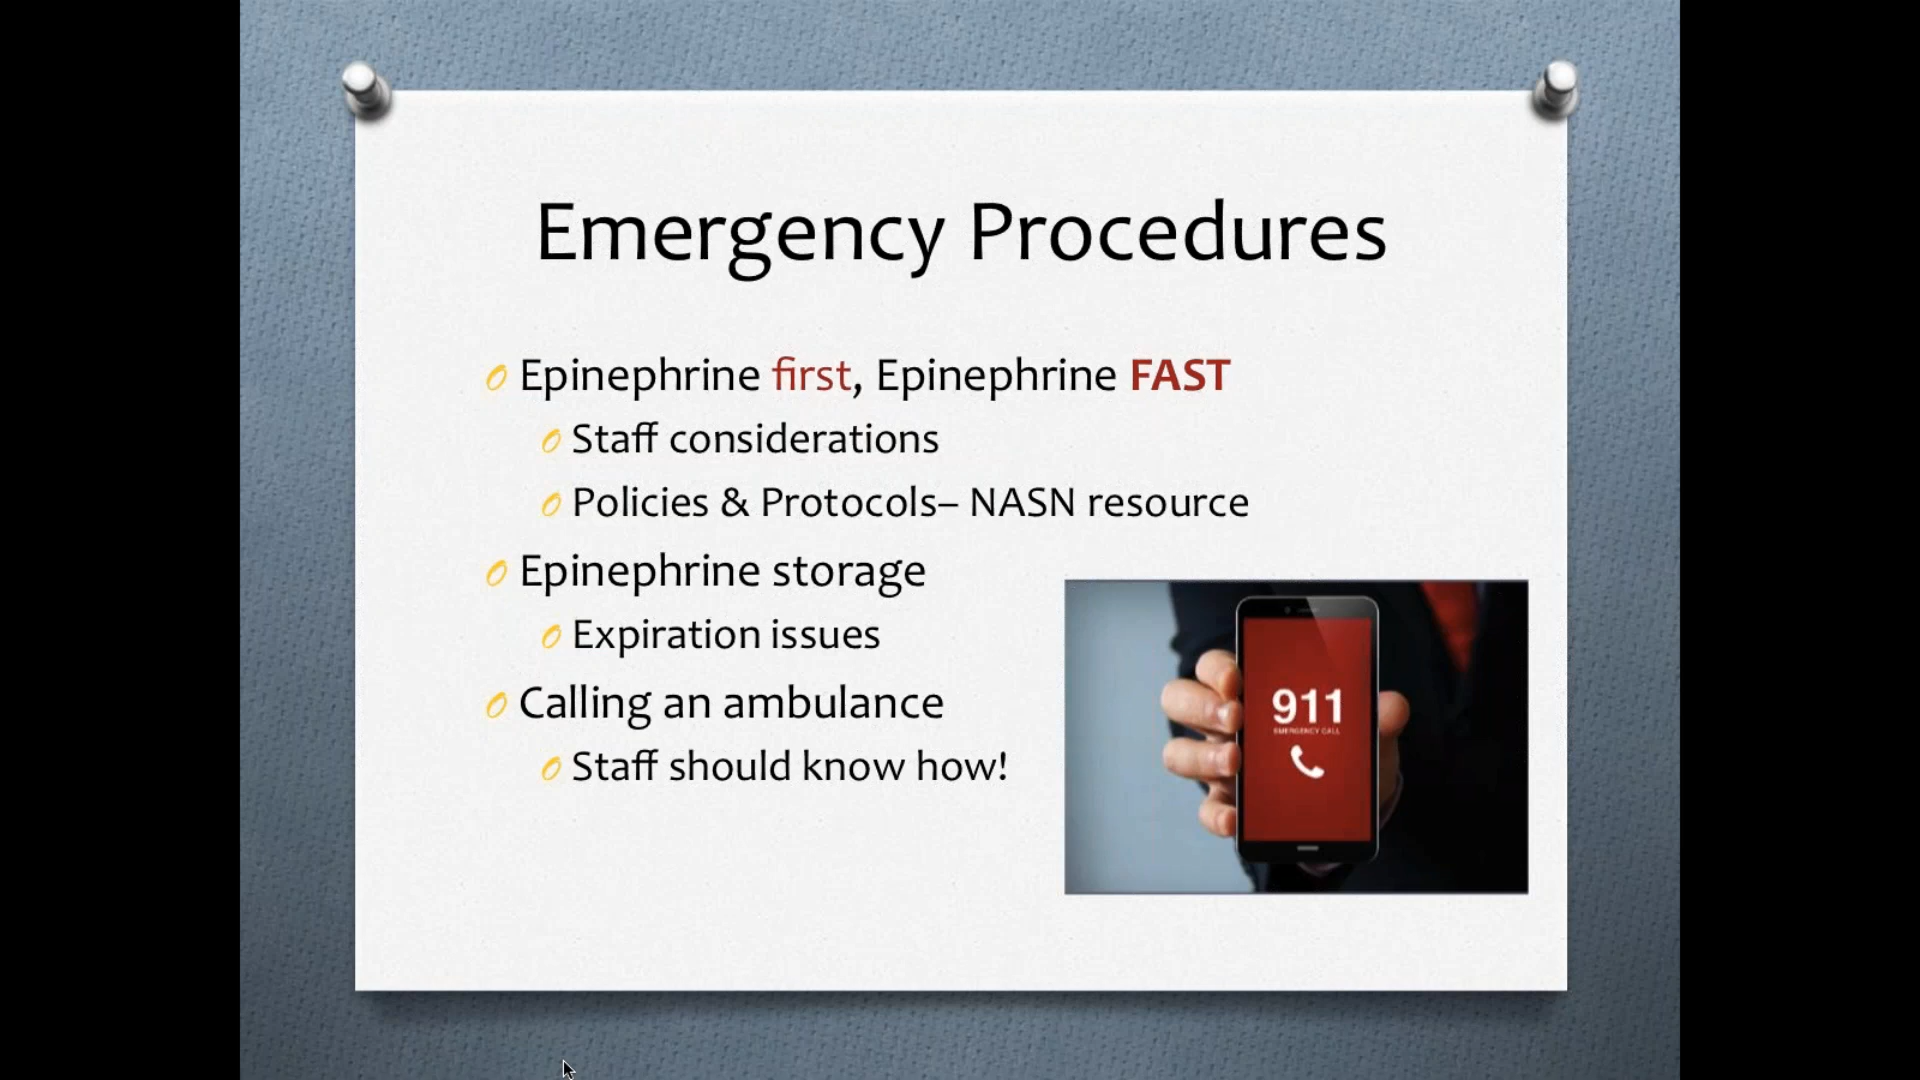 Emergency Procedures
Epinephrine first, Epinephrine FAST
Staff considerations
Policies & Protocols– NASN resource
Epinephrine storage
Expiration issues
Calling an ambulance
Staff should know how!
911
EMERGENCY CALL